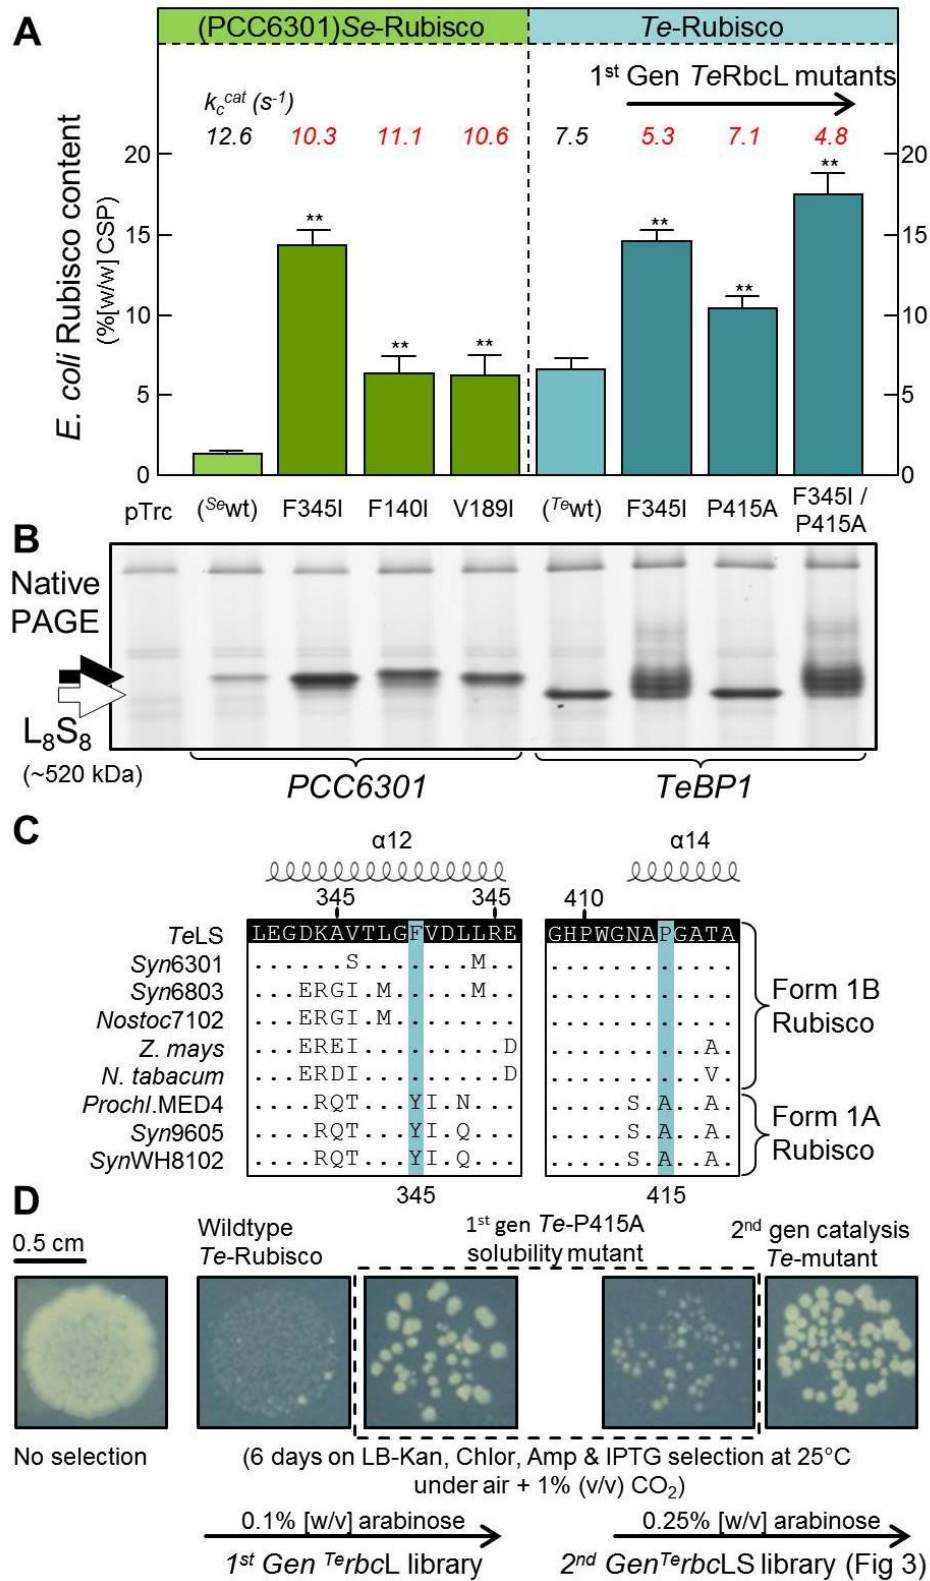 A
(PCC6301)Se-Rubisco
Te-Rubisco
1st Gen TeRbcL mutants
kc^cat (s-1)
12.6 10.3 11.1 10.6 7.5 5.3 7.1 4.8
E. coli Rubisco content
(%[w/w] CSP)
20 ** 20
15 ** ** 15
10 ** 10
5 ** ** 5
0 0
pTrc (Sewt) F345I F140I V189I (Tewt) F345I P415A F345I / P415A
B
Native
PAGE
L8S8
(~520 kDa)
PCC6301 TeBP1
C
α12 α14
345 345 410
TeLS LEGDKAVTLGFVDLLRE GHPWGNAPGATA
Syn6301 ......S.......M.. ............
Syn6803 ...ERGI.M.....M.. ............
Nostoc7102 ...ERGI.M........ ............
Z. mays ...EREI.........D ..........A.
N. tabacum ...ERDI.........D ..........V.
Prochl.MED4 ....RQT...YI.N... .....S.A..A.
Syn9605 ....RQT...YI.Q... .....S.A..A.
SynWH8102 ....RQT...YI.Q... .....S.A..A.
Form 1B
Rubisco
Form 1A
Rubisco
345 415
D
0.5 cm
Wildtype
Te-Rubisco
1st gen Te-P415A
solubility mutant
2nd gen catalysis
Te-mutant
No selection
(6 days on LB-Kan, Chlor, Amp & IPTG selection at 25°C
under air + 1% (v/v) CO2)
0.1% [w/v] arabinose
1st Gen TerbcL library
0.25% [w/v] arabinose
2nd GenTerbcLS library (Fig 3)